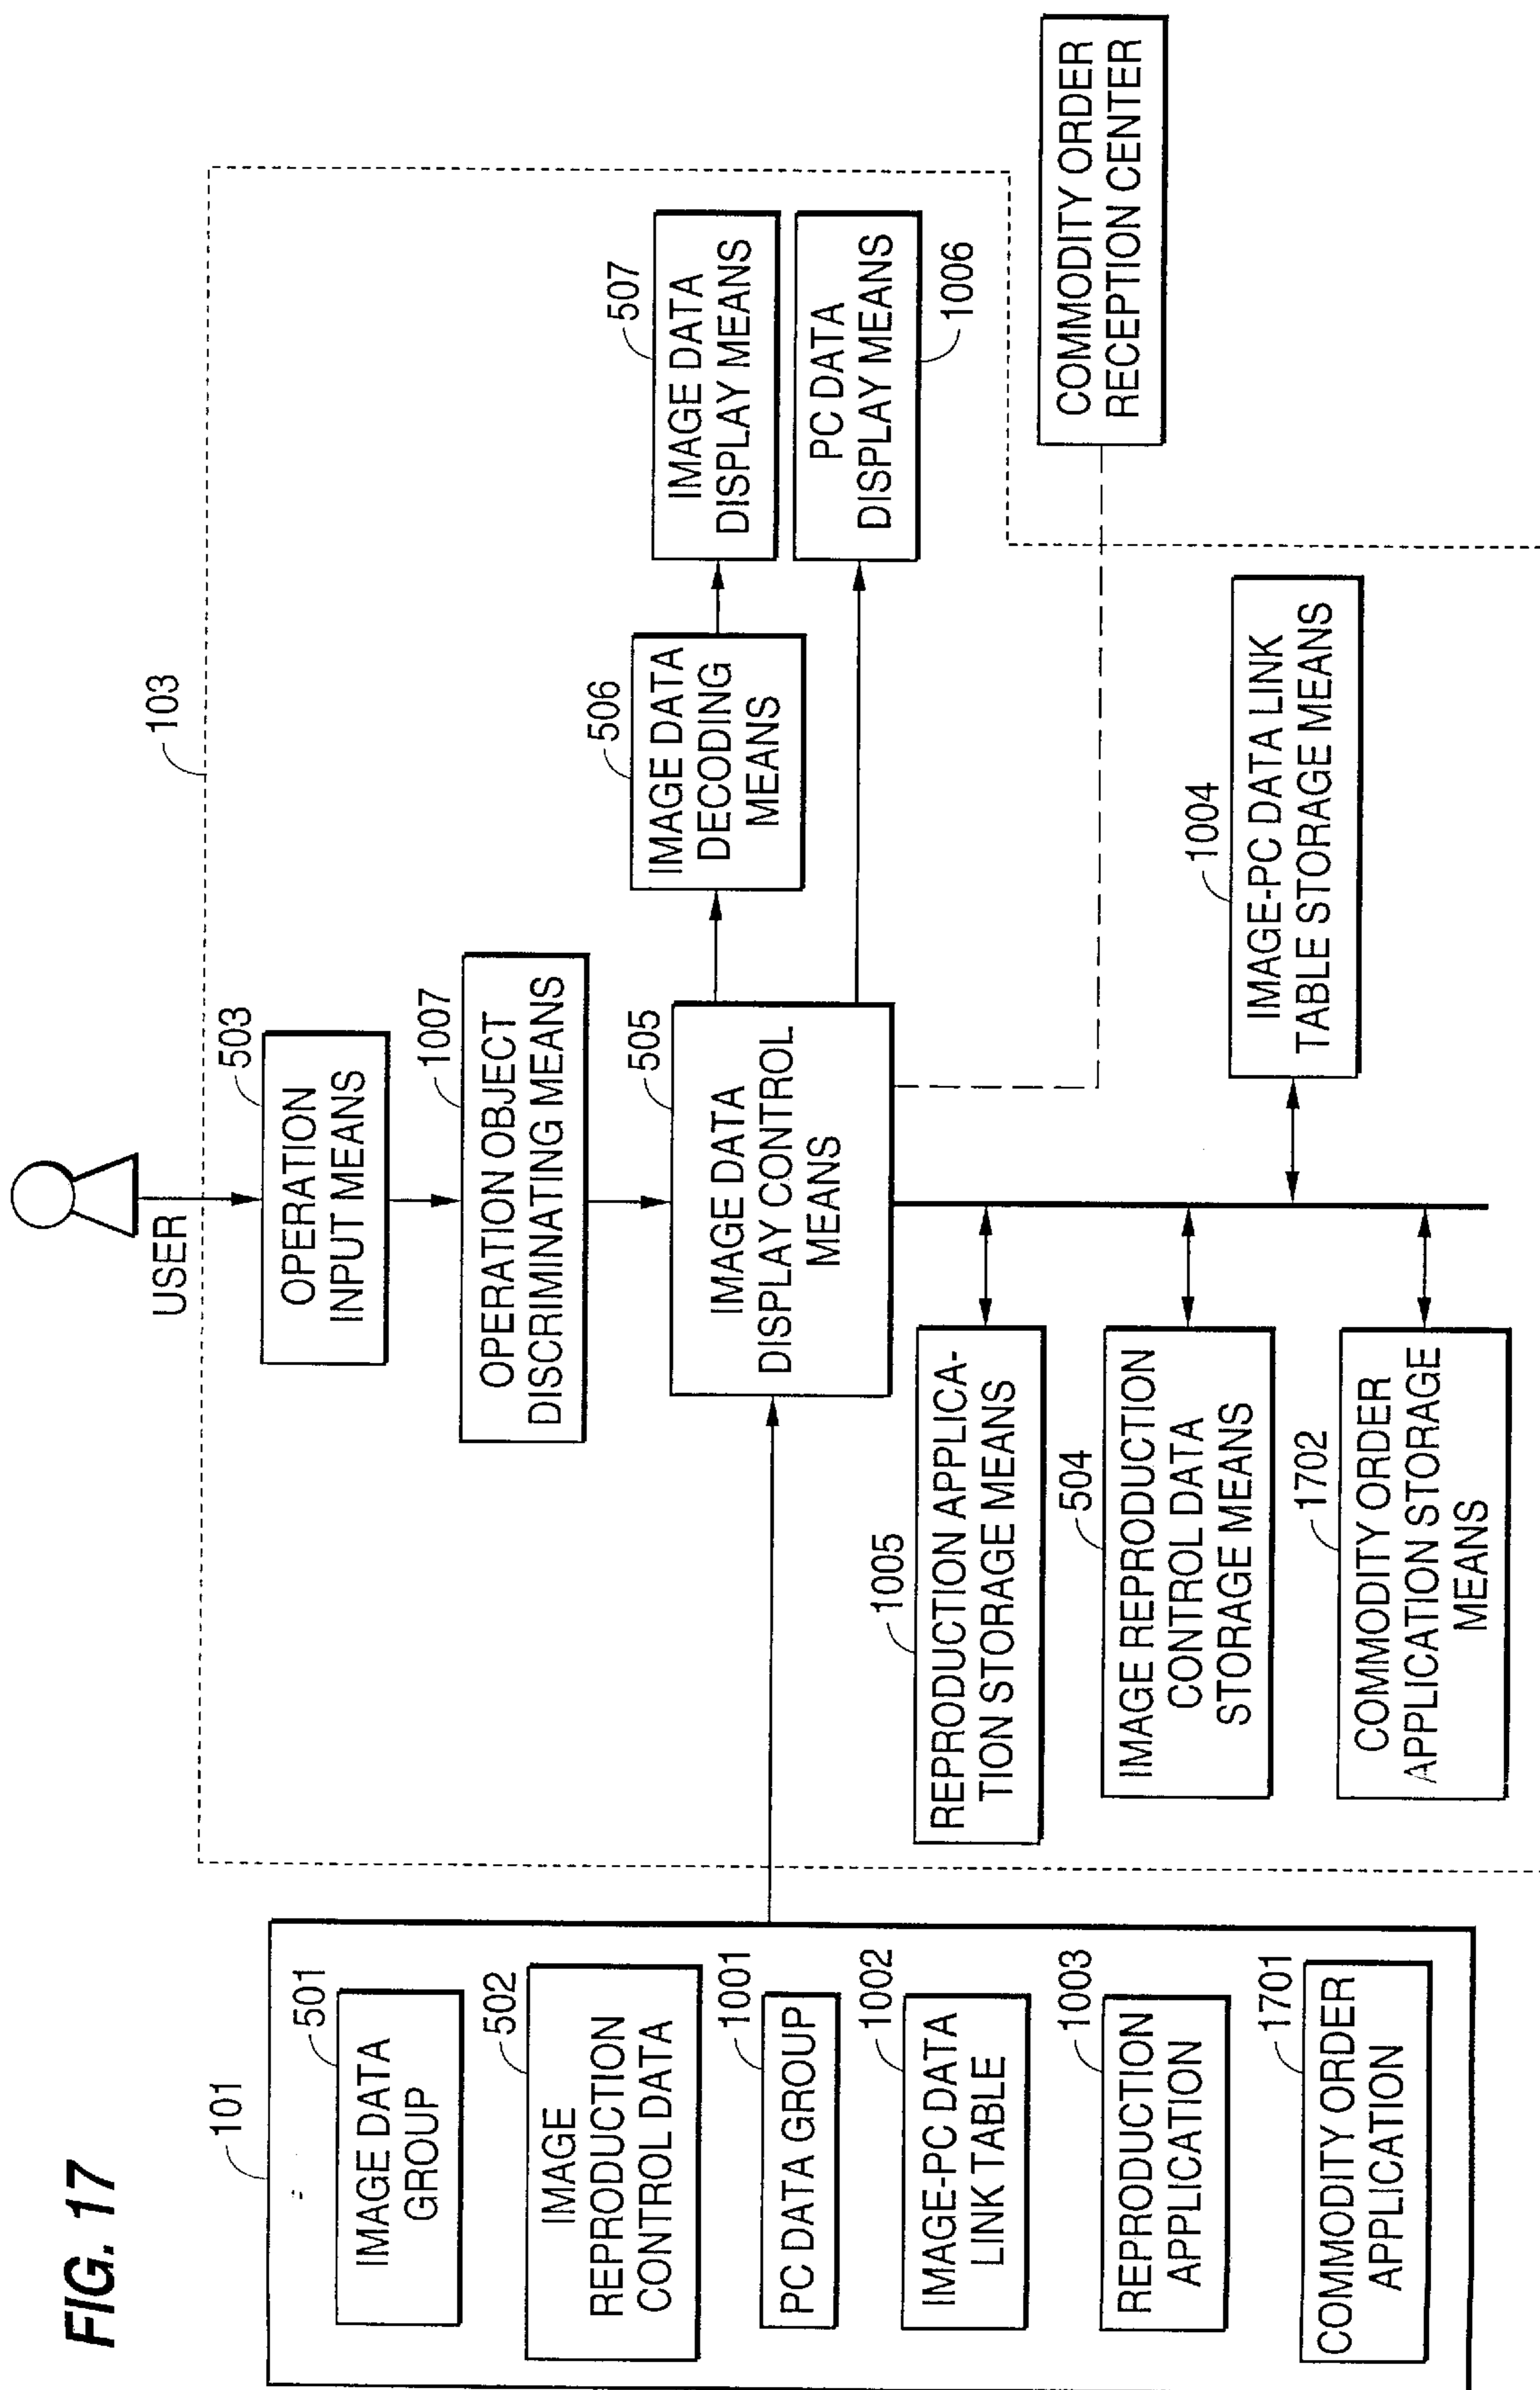 FIG. 17
101
501
IMAGE DATA
GROUP
502
IMAGE
REPRODUCTION
CONTROL DATA
1001
PC DATA GROUP
1002
IMAGE-PC DATA
LINK TABLE
1003
REPRODUCTION
APPLICATION
1701
COMMODITY ORDER
APPLICATION
USER
103
503
OPERATION
INPUT MEANS
1007
OPERATION OBJECT
DISCRIMINATING MEANS
505
IMAGE DATA
DISPLAY CONTROL
MEANS
506
IMAGE DATA
DECODING
MEANS
507
IMAGE DATA
DISPLAY MEANS
PC DATA
DISPLAY MEANS
1006
COMMODITY ORDER
RECEPTION CENTER
1005
REPRODUCTION APPLICA-
TION STORAGE MEANS
504
IMAGE REPRODUCTION
CONTROL DATA
STORAGE MEANS
1702
COMMODITY ORDER
APPLICATION STORAGE
MEANS
1004
IMAGE-PC DATA LINK
TABLE STORAGE MEANS